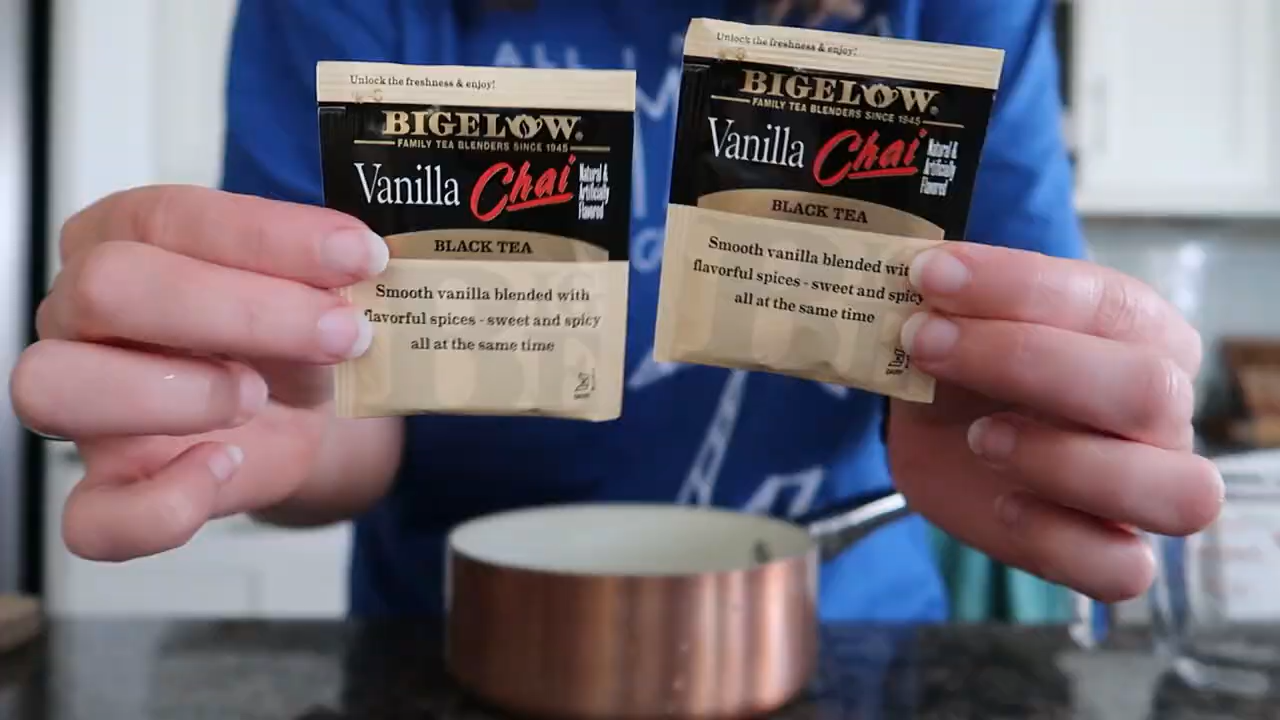 ALL I
Unlock the freshness & enjoy!
BIGELOW®
FAMILY TEA BLENDERS SINCE 1945
Vanilla Chai
Natural &
Artificially
Flavored
BLACK TEA
Smooth vanilla blended with
flavorful spices - sweet and spicy
all at the same time
Unlock the freshness & enjoy!
BIGELOW®
FAMILY TEA BLENDERS SINCE 1945
Vanilla Chai
Natural &
Artificially
Flavored
BLACK TEA
Smooth vanilla blended with
flavorful spices - sweet and spicy
all at the same time